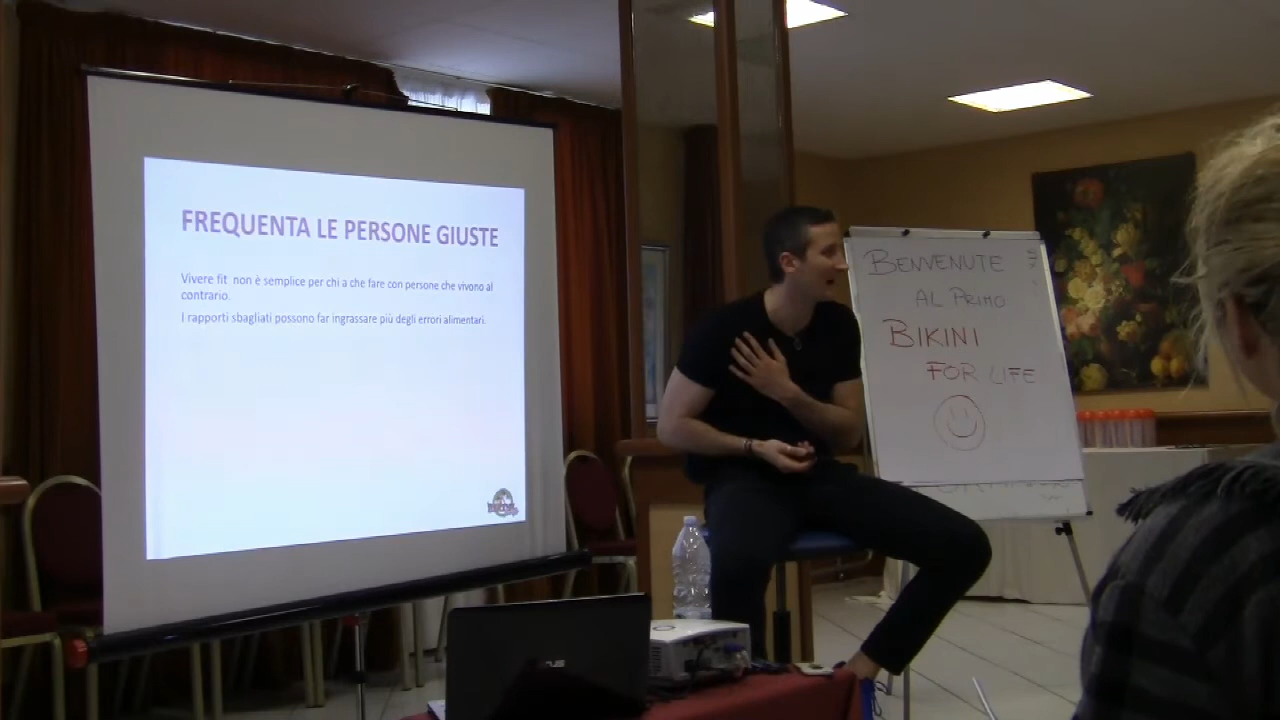 FREQUENTA LE PERSONE GIUSTE
Vivere fit non è semplice per chi a che fare con persone che vivono al
contrario.
I rapporti sbagliati possono far ingrassare più degli errori alimentari.
BENVENUTE
AL PRIMO
BIKINI
FOR LIFE